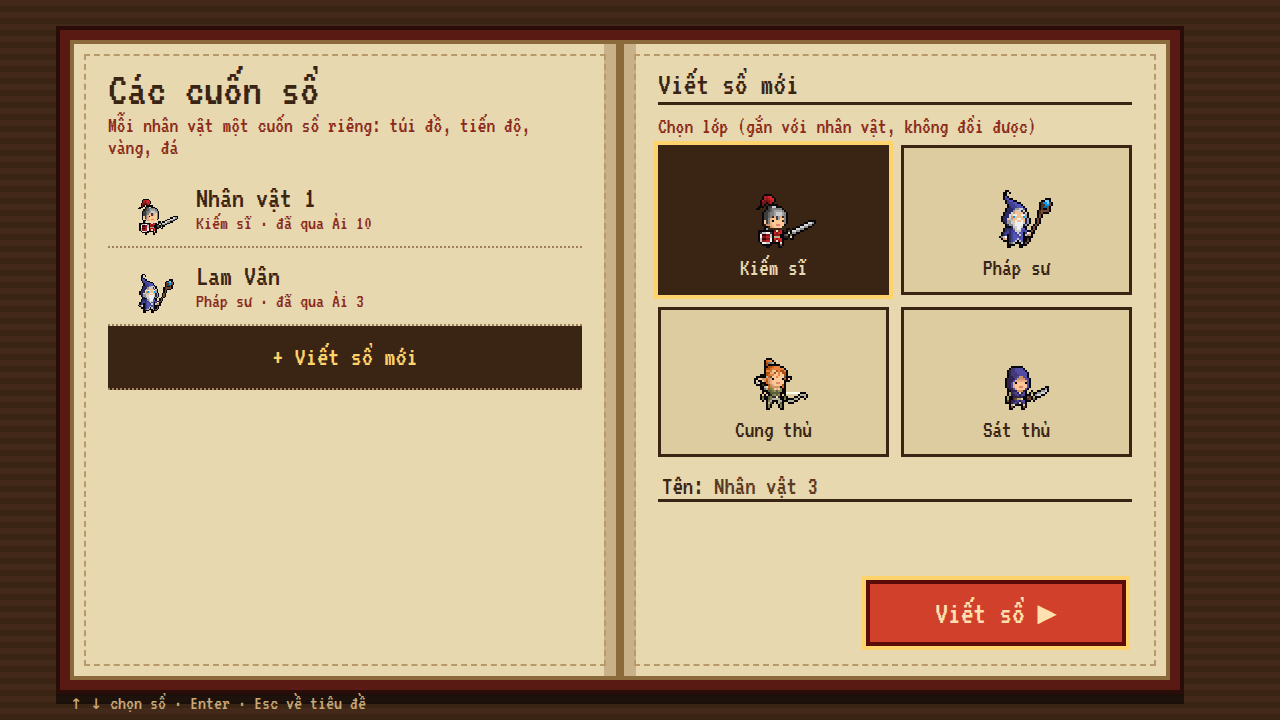 Các cuốn sổ
Mỗi nhân vật một cuốn sổ riêng: túi đồ, tiến độ,
vàng, đá
Nhân vật 1
Kiếm sĩ · đã qua Ải 10
Lam Vân
Pháp sư · đã qua Ải 3
+ Viết sổ mới
Viết sổ mới
Chọn lớp (gắn với nhân vật, không đổi được)
Kiếm sĩ
Pháp sư
Cung thủ
Sát thủ
Tên: Nhân vật 3
Viết sổ ▶
↑ ↓ chọn sổ · Enter · Esc về tiêu đề